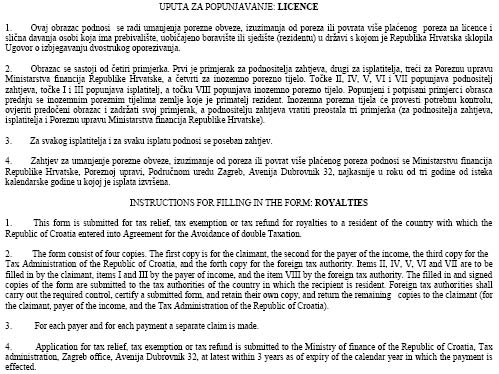 UPUTA ZA POPUNJAVANJE: LICENCE
1. Ovaj obrazac podnosi se radi umanjenja porezne obveze, izuzimanja od poreza ili povrata više plaćenog poreza na licence i
slična davanja osobi koja ima prebivalište, uobičajeno boravište ili sjedište (rezidentu) u državi s kojom je Republika Hrvatska sklopila
Ugovor o izbjegavanju dvostrukog oporezivanja.
2. Obrazac se sastoji od četiri primjerka. Prvi je primjerak za podnositelja zahtjeva, drugi za isplatitelja, treći za Poreznu upravu
Ministarstva financija Republike Hrvatske, a četvrti za inozemno porezno tijelo. Točke II, IV, V, VI i VII popunjava podnositelj
zahtjeva, točke I i III popunjava isplatitelj, a točku VIII popunjava inozemno porezno tijelo. Popunjeni i potpisani primjerci obrasca
predaju se inozemnim poreznim tijelima zemlje koje je primatelj rezident. Inozemna porezna tijela će provesti potrebnu kontrolu,
ovjeriti predočeni obrazac i zadržati svoj primjerak, a podnositelju zahtjeva vratiti preostala tri primjerka (za podnositelja zahtjeva,
isplatitelja i Poreznu upravu Ministarstva financija Republike Hrvatske).
3. Za svakog isplatitelja i za svaku isplatu podnosi se poseban zahtjev.
4. Zahtjev za umanjenje porezne obveze, izuzimanje od poreza ili povrat više plaćenog poreza podnosi se Ministarstvu financija
Republike Hrvatske, Poreznoj upravi, Područnom uredu Zagreb, Avenija Dubrovnik 32, najkasnije u roku od tri godine od isteka
kalendarske godine u kojoj je isplata izvršena.
INSTRUCTIONS FOR FILLING IN THE FORM: ROYALTIES
1. This form is submitted for tax relief, tax exemption or tax refund for royalties to a resident of the country with which the
Republic of Croatia entered into Agreement for the Avoidance of double Taxation.
2. The form consist of four copies. The first copy is for the claimant, the second for the payer of the income, the third copy for the
Tax Administration of the Republic of Croatia, and the forth copy for the foreign tax authority. Items II, IV, V, VI and VII are to be
filled in by the claimant, items I and III by the payer of income, and the item VIII by the foreign tax authority. The filled in and signed
copies of the form are submitted to the tax authorities of the country in which the recipient is resident. Foreign tax authorities shall
carry out the required control, certify a submitted form, and retain their own copy, and return the remaining copies to the claimant (for
the claimant, payer of the income, and the Tax Administration of the Republic of Croatia).
3. For each payer and for each payment a separate claim is made.
4. Application for tax relief, tax exemption or tax refund is submitted to the Ministry of finance of the Republic of Croatia, Tax
administration, Zagreb office, Avenija Dubrovnik 32, at latest within 3 years as of expiry of the calendar year in which the payment is
effected.